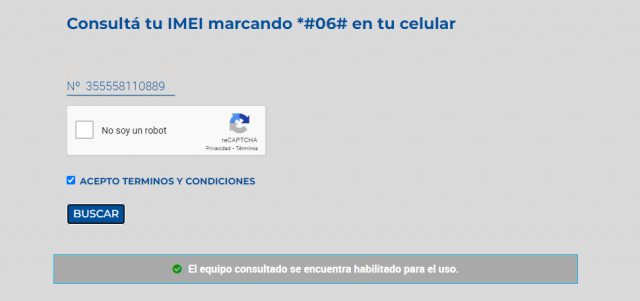 Consultá tu IMEI marcando *#06# en tu celular
Nº 355558110889
No soy un robot
reCAPTCHA
Privacidad - Términos
ACEPTO TERMINOS Y CONDICIONES
BUSCAR
El equipo consultado se encuentra habilitado para el uso.